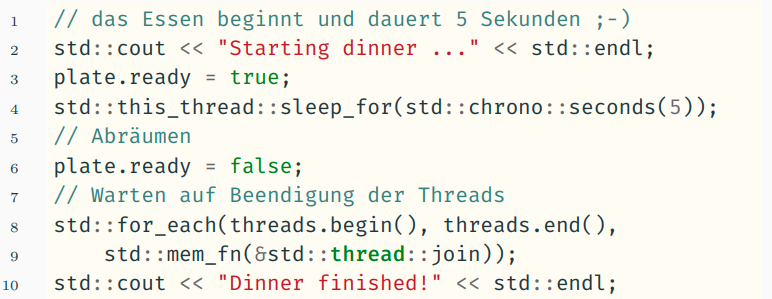 1 // das Essen beginnt und dauert 5 Sekunden ;-)
2 std::cout << "Starting dinner ..." << std::endl;
3 plate.ready = true;
4 std::this_thread::sleep_for(std::chrono::seconds(5));
5 // Abräumen
6 plate.ready = false;
7 // Warten auf Beendigung der Threads
8 std::for_each(threads.begin(), threads.end(),
9 std::mem_fn(&std::thread::join));
10 std::cout << "Dinner finished!" << std::endl;